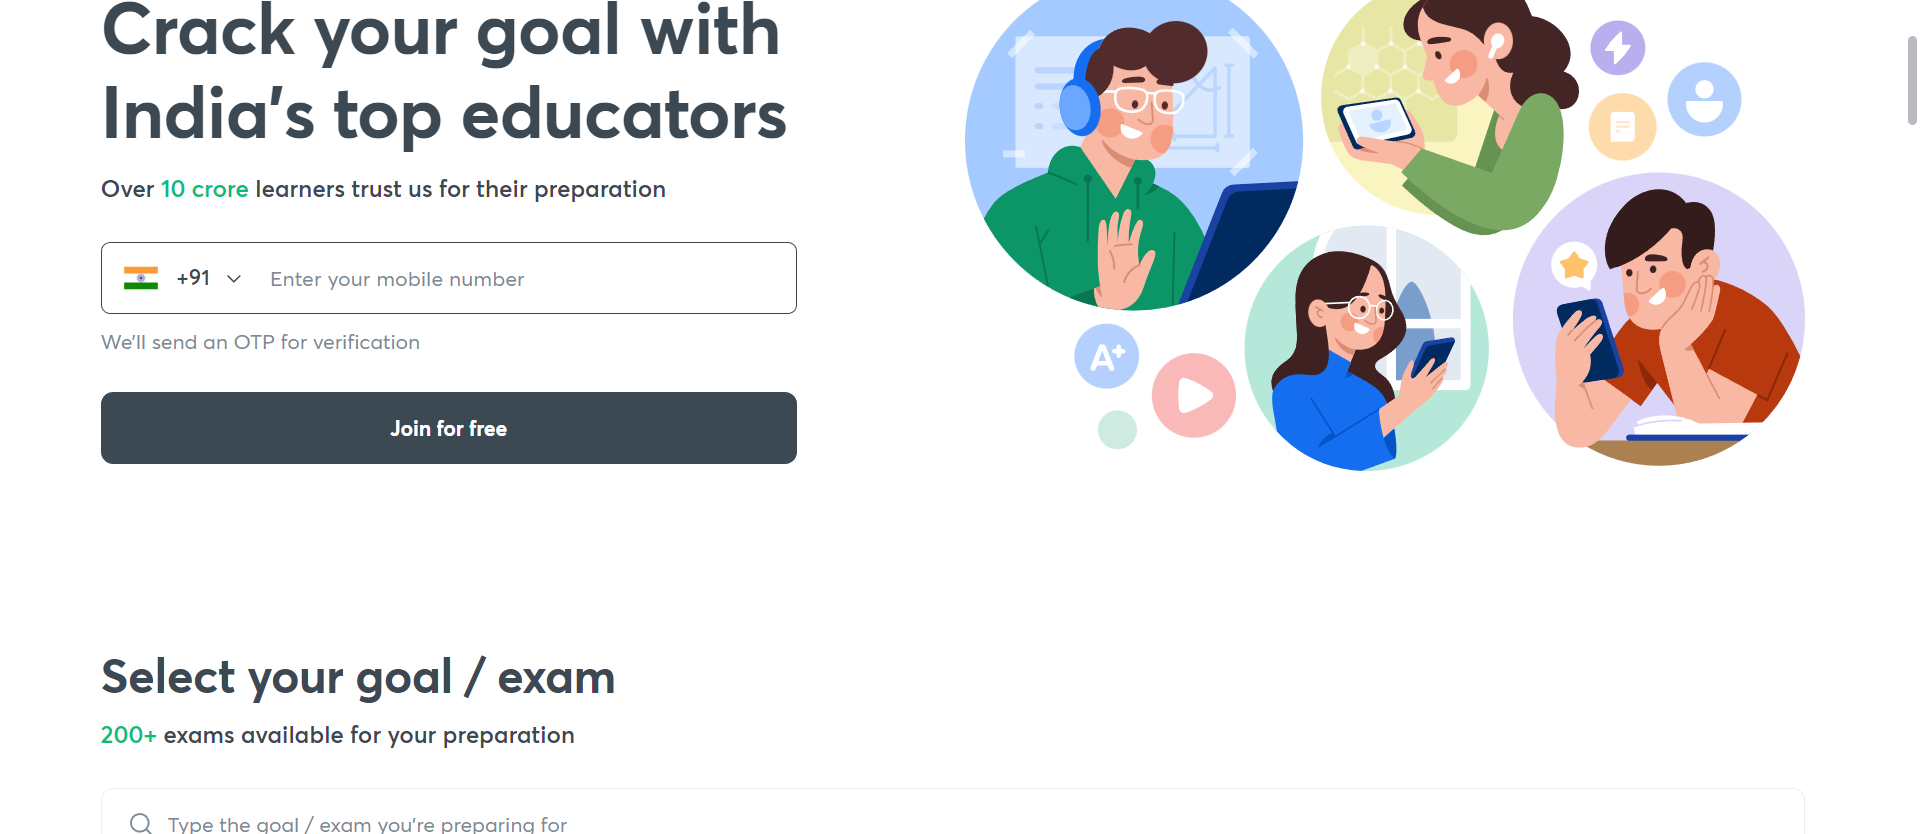 Crack your goal with
India's top educators
Over 10 crore learners trust us for their preparation
+91 Enter your mobile number
We'll send an OTP for verification
Join for free
A+
Select your goal / exam
200+ exams available for your preparation
Type the goal / exam you're preparing for